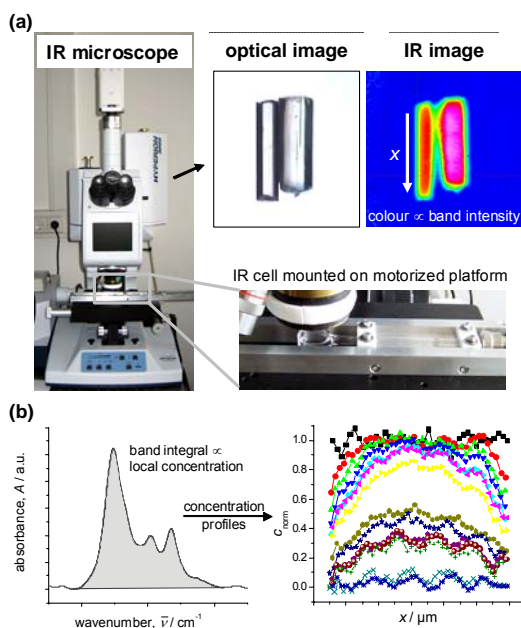 (a)
IR microscope
optical image
IR image
HYPERION
x
colour ∝ band intensity
IR cell mounted on motorized platform
(b)
absorbance, A / a.u.
band integral ∝
local concentration
concentration
profiles
wavenumber, ν̅ / cm⁻¹
c_norm
1.0
0.8
0.6
0.4
0.2
0.0
x / µm